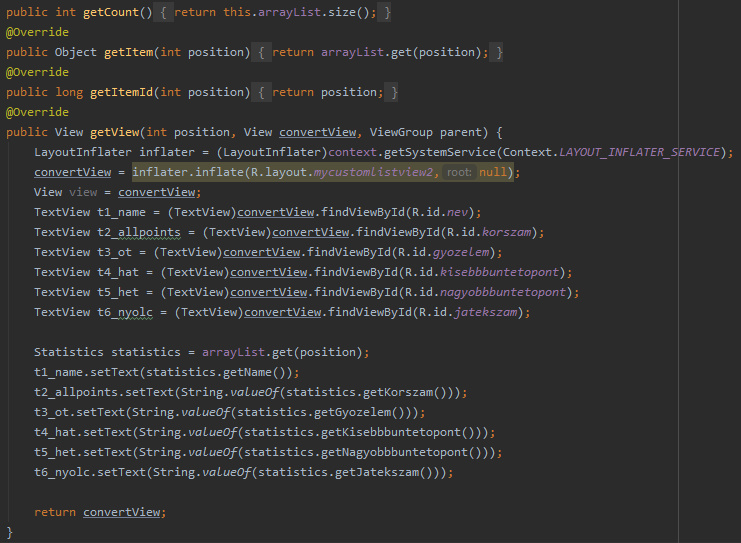 public int getCount() { return this.arrayList.size(); }
@Override
public Object getItem(int position) { return arrayList.get(position); }
@Override
public long getItemId(int position) { return position; }
@Override
public View getView(int position, View convertView, ViewGroup parent) {
    LayoutInflater inflater = (LayoutInflater)context.getSystemService(Context.LAYOUT_INFLATER_SERVICE);
    convertView = inflater.inflate(R.layout.mycustomlistview2, root: null);
    View view = convertView;
    TextView t1_name = (TextView)convertView.findViewById(R.id.nev);
    TextView t2_allpoints = (TextView)convertView.findViewById(R.id.korszam);
    TextView t3_ot = (TextView)convertView.findViewById(R.id.gyozelem);
    TextView t4_hat = (TextView)convertView.findViewById(R.id.kisebbbuntetopont);
    TextView t5_het = (TextView)convertView.findViewById(R.id.nagyobbbuntetopont);
    TextView t6_nyolc = (TextView)convertView.findViewById(R.id.jatekszam);

    Statistics statistics = arrayList.get(position);
    t1_name.setText(statistics.getName());
    t2_allpoints.setText(String.valueOf(statistics.getKorszam()));
    t3_ot.setText(String.valueOf(statistics.getGyozelem()));
    t4_hat.setText(String.valueOf(statistics.getKisebbbuntetopont()));
    t5_het.setText(String.valueOf(statistics.getNagyobbbuntetopont()));
    t6_nyolc.setText(String.valueOf(statistics.getJatekszam()));

    return convertView;
}